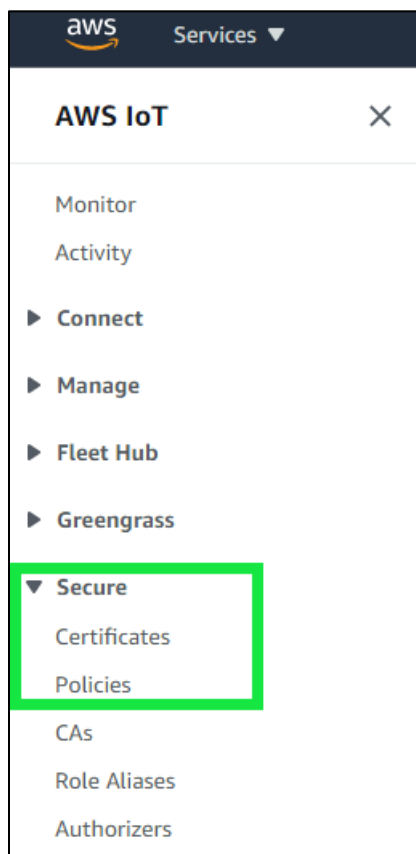 aws Services ▼
AWS IoT ×
Monitor
Activity
▶ Connect
▶ Manage
▶ Fleet Hub
▶ Greengrass
▼ Secure
Certificates
Policies
CAs
Role Aliases
Authorizers